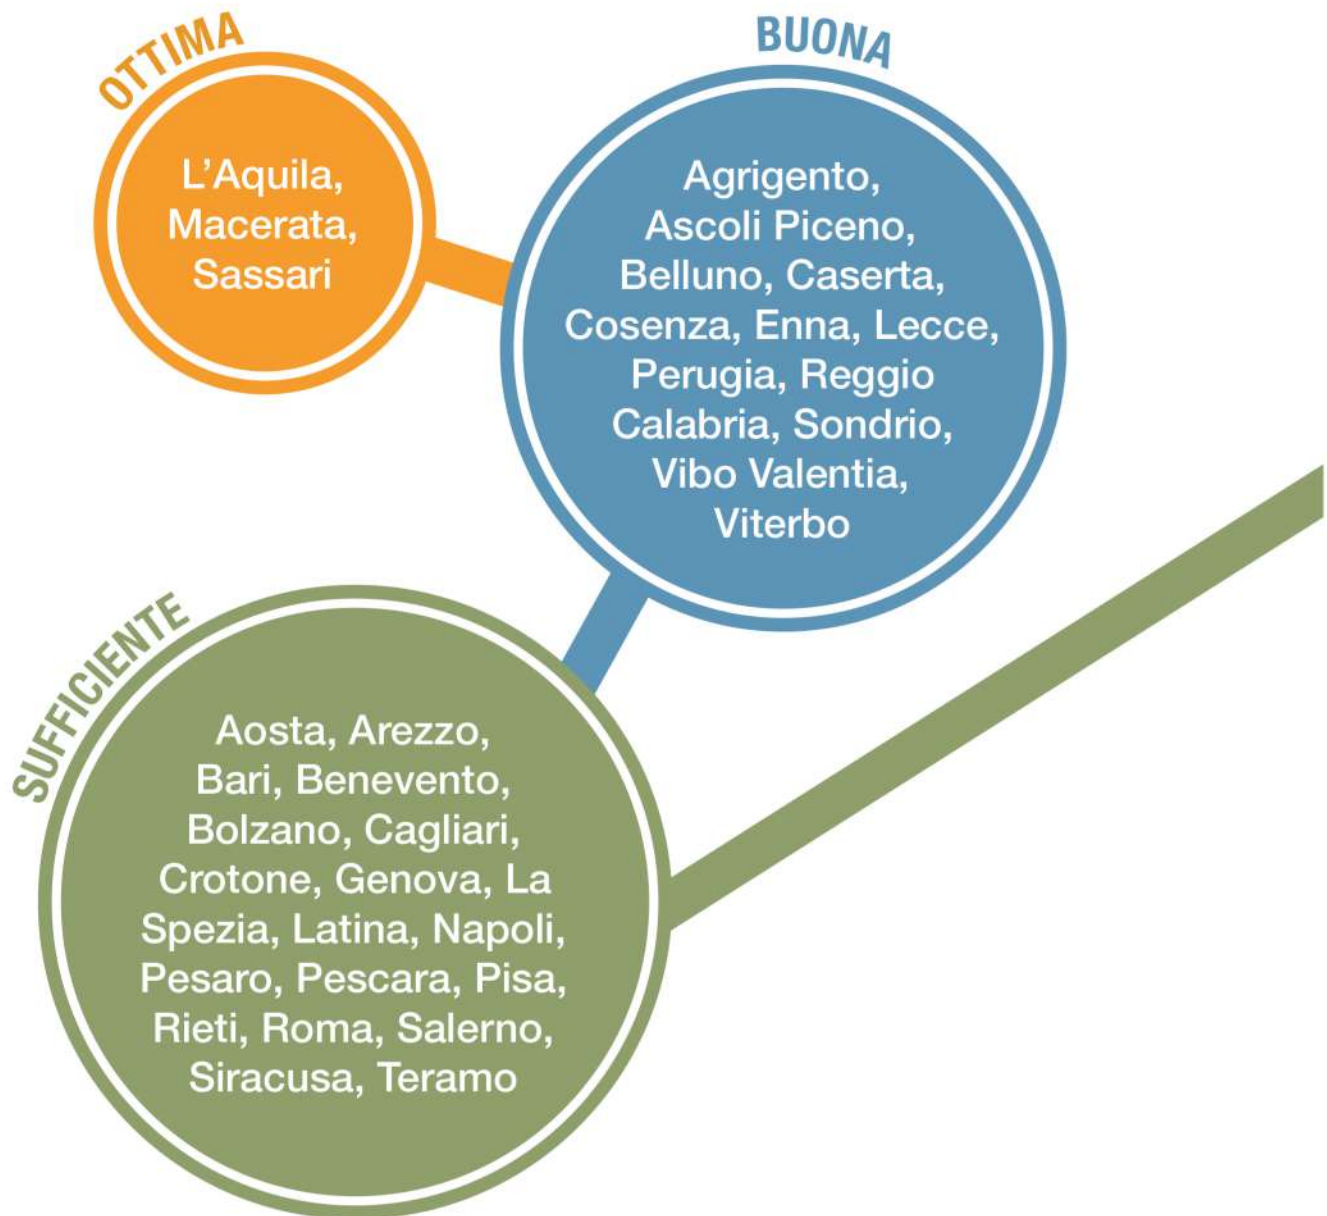 OTTIMA
L’Aquila,
Macerata,
Sassari
BUONA
Agrigento,
Ascoli Piceno,
Belluno, Caserta,
Cosenza, Enna, Lecce,
Perugia, Reggio
Calabria, Sondrio,
Vibo Valentia,
Viterbo
SUFFICIENTE
Aosta, Arezzo,
Bari, Benevento,
Bolzano, Cagliari,
Crotone, Genova, La
Spezia, Latina, Napoli,
Pesaro, Pescara, Pisa,
Rieti, Roma, Salerno,
Siracusa, Teramo